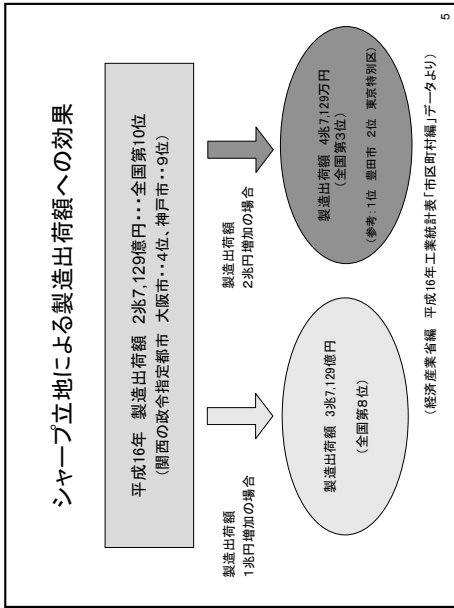 シャープ立地による製造出荷額への効果
平成16年 製造出荷額 2兆7,129億円・・・全国第10位
(関西の政令指定都市 大阪市・・4位、神戸市・・9位)
製造出荷額
1兆円増加の場合
製造出荷額
2兆円増加の場合
製造出荷額 3兆7,129億円
(全国第8位)
製造出荷額 4兆7,129万円
(全国第3位)
(参考:1位 豊田市 2位 東京特別区)
(経済産業省編 平成16年工業統計表「市区町村編」データより)
5